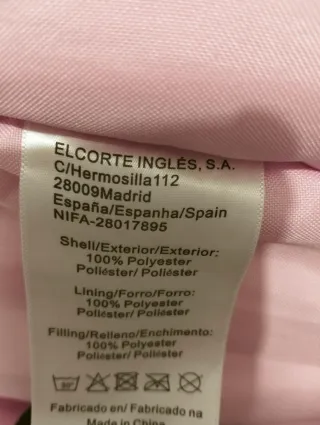 ELCORTE INGLÉS, S.A.
C/Hermosilla112
28009Madrid
España/Espanha/Spain
NIFA-28017895
Shell/Exterior/Exterior:
100% Polyester
Poliéster/ Poliéster
Lining/Forro/Forro:
100% Polyester
Poliéster/ Poliéster
Filling/Relleno/Enchimento:
100% Polyester
Poliéster/ Poliéster
Fabricado en/ Fabricado na
Made in China